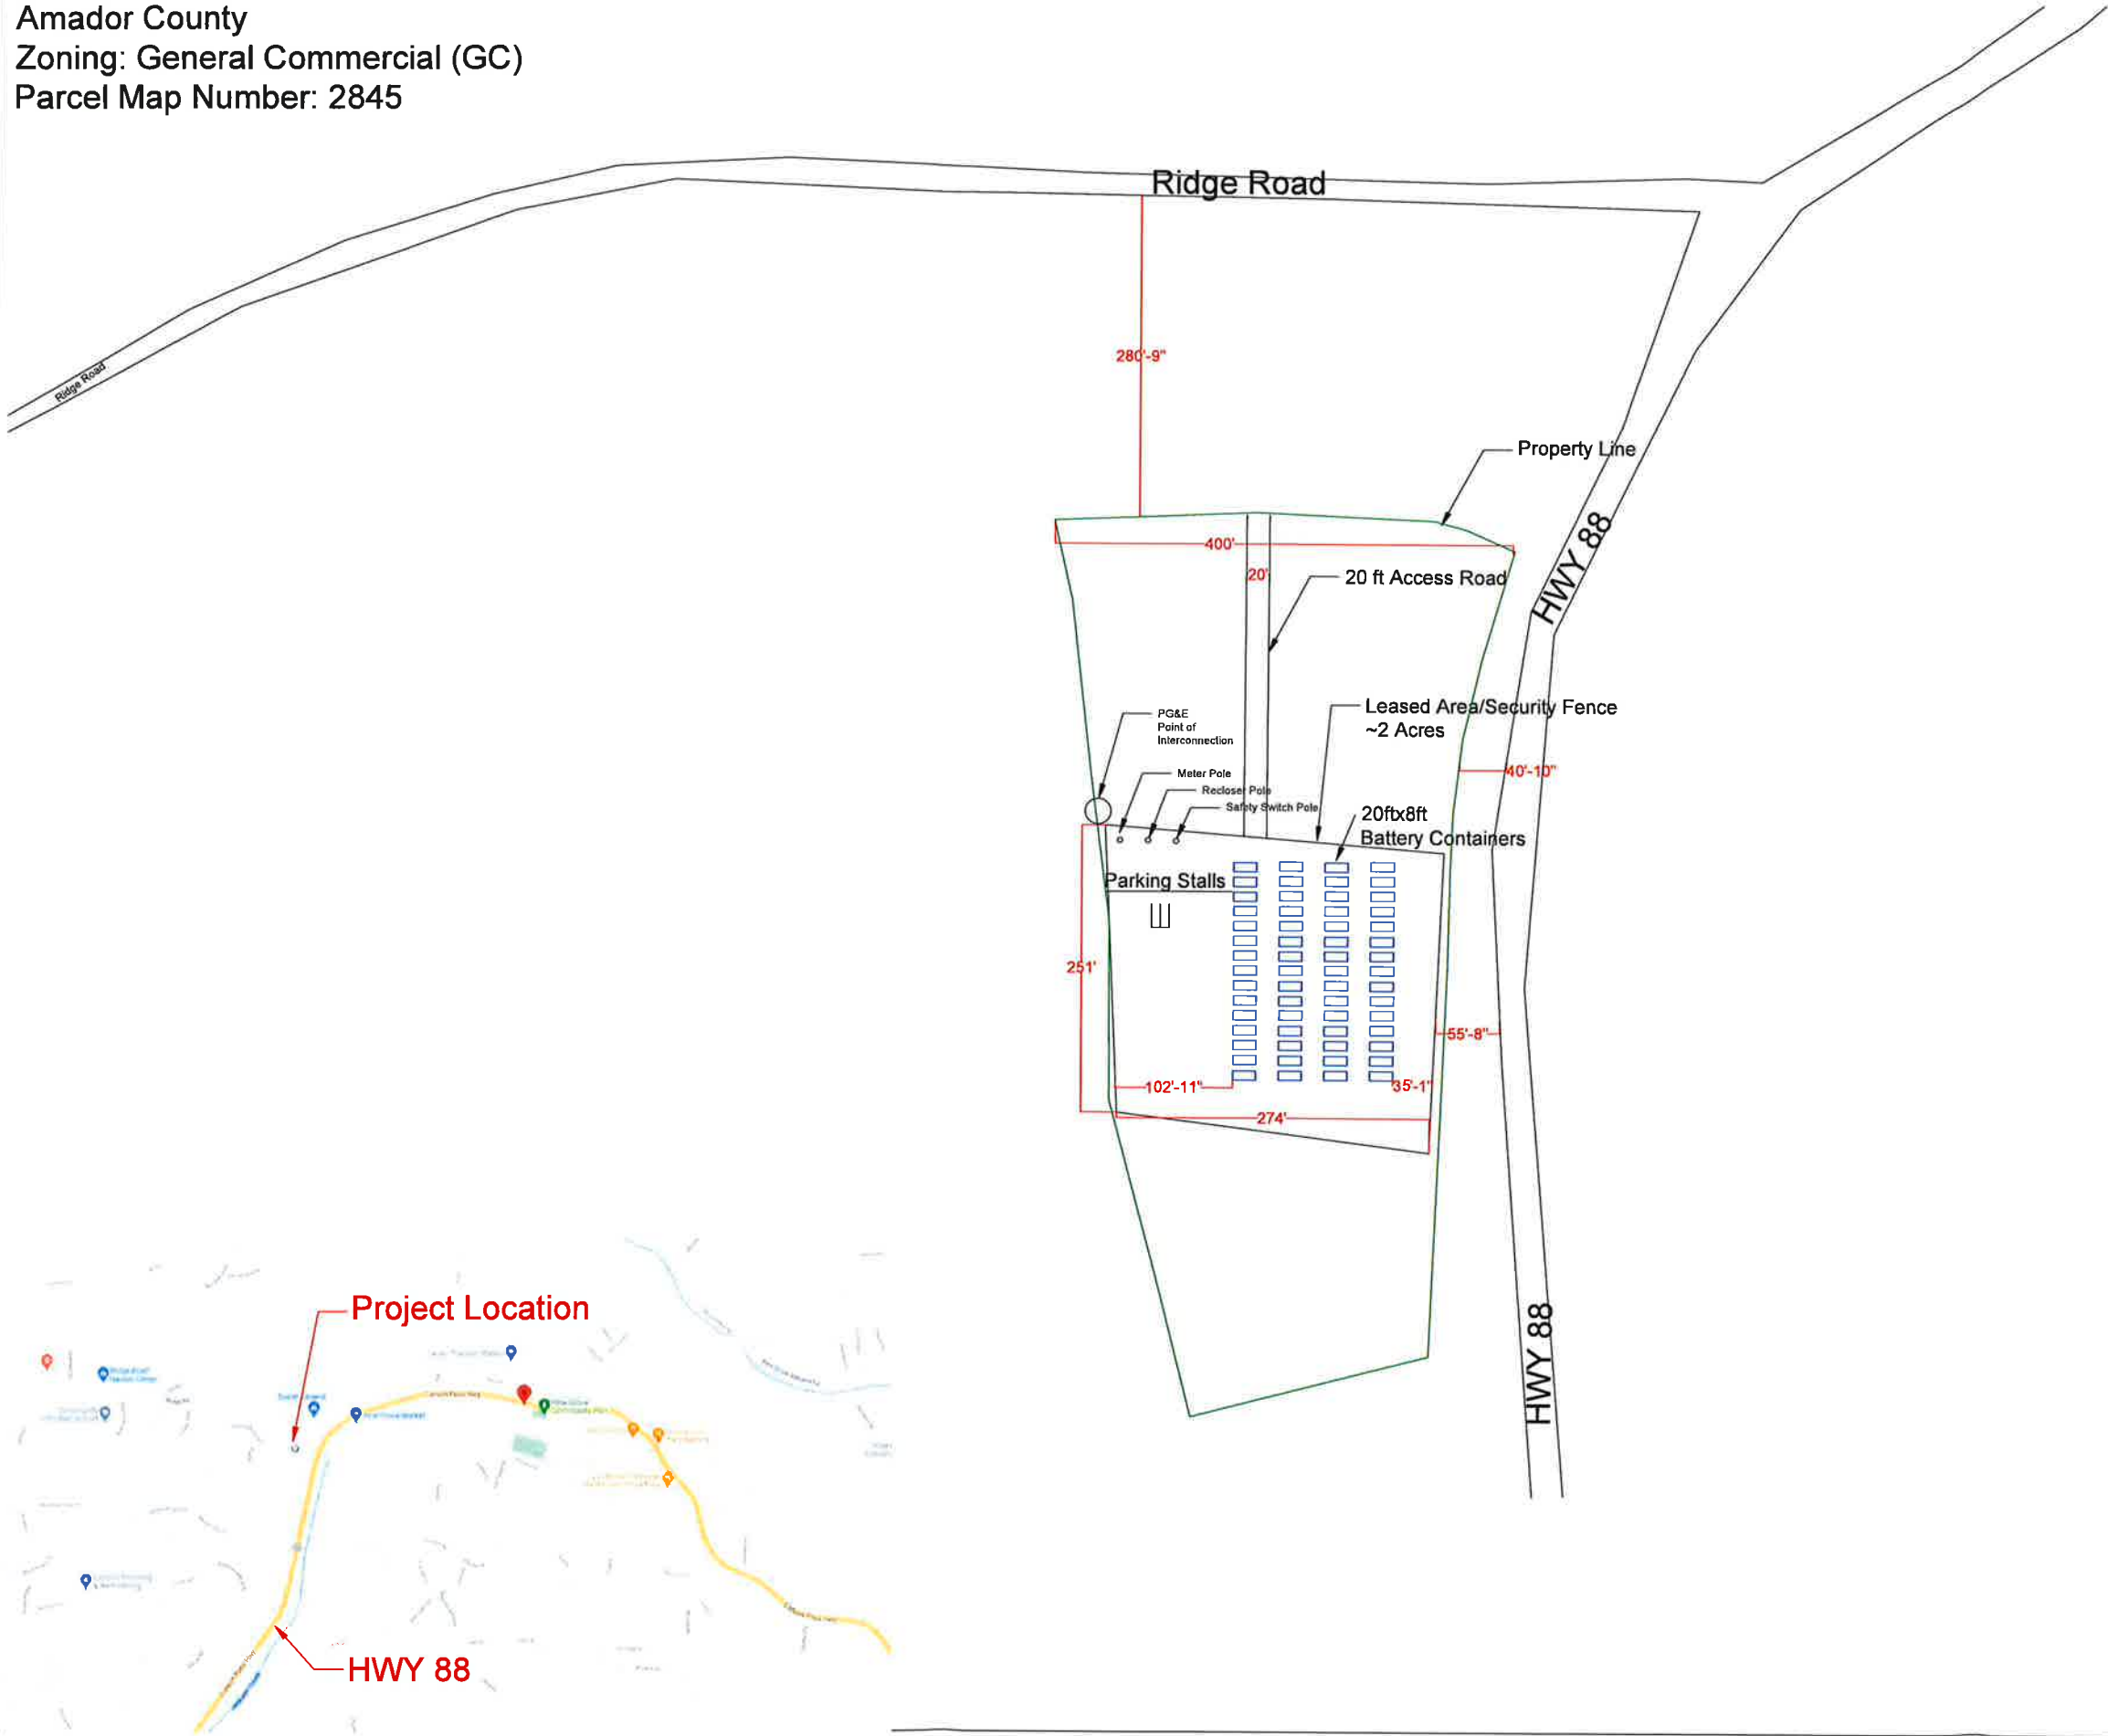 Amador County
Zoning: General Commercial (GC)
Parcel Map Number: 2845
Ridge Road
Ridge Road
280'-9"
Property Line
400'
20'
20 ft Access Road
HWY 88
PG&E
Point of
Interconnection
Leased Area/Security Fence
~2 Acres
Meter Pole
Recloser Pole
Safety Switch Pole
40'-10"
20ftx8ft
Battery Containers
Parking Stalls
251'
55'-8"
102'-11"
35'-1"
274'
HWY 88
Project Location
HWY 88